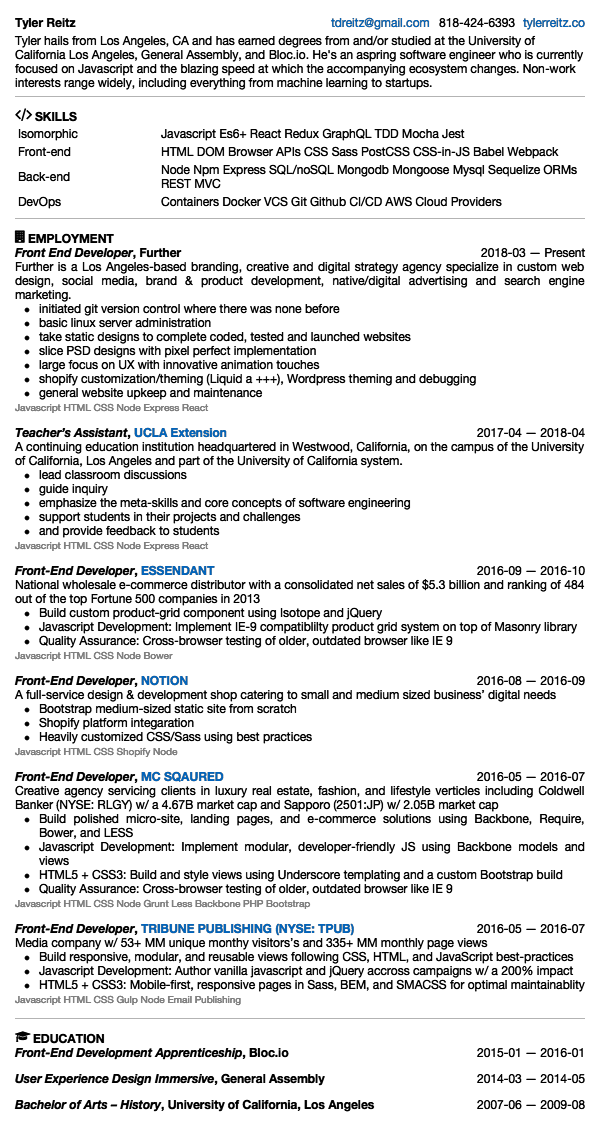 Tyler Reitz tdreitz@gmail.com 818-424-6393 tylerreitz.co
Tyler hails from Los Angeles, CA and has earned degrees from and/or studied at the University of
California Los Angeles, General Assembly, and Bloc.io. He's an aspring software engineer who is currently
focused on Javascript and the blazing speed at which the accompanying ecosystem changes. Non-work
interests range widely, including everything from machine learning to startups.
</> SKILLS
Isomorphic Javascript Es6+ React Redux GraphQL TDD Mocha Jest
Front-end HTML DOM Browser APIs CSS Sass PostCSS CSS-in-JS Babel Webpack
Back-end Node Npm Express SQL/noSQL Mongodb Mongoose Mysql Sequelize ORMs
REST MVC
DevOps Containers Docker VCS Git Github CI/CD AWS Cloud Providers
EMPLOYMENT
Front End Developer, Further 2018-03 — Present
Further is a Los Angeles-based branding, creative and digital strategy agency specialize in custom web
design, social media, brand & product development, native/digital advertising and search engine
marketing.
• initiated git version control where there was none before
• basic linux server administration
• take static designs to complete coded, tested and launched websites
• slice PSD designs with pixel perfect implementation
• large focus on UX with innovative animation touches
• shopify customization/theming (Liquid a +++), Wordpress theming and debugging
• general website upkeep and maintenance
Javascript HTML CSS Node Express React
Teacher's Assistant, UCLA Extension 2017-04 — 2018-04
A continuing education institution headquartered in Westwood, California, on the campus of the University
of California, Los Angeles and part of the University of California system.
• lead classroom discussions
• guide inquiry
• emphasize the meta-skills and core concepts of software engineering
• support students in their projects and challenges
• and provide feedback to students
Javascript HTML CSS Node Express React
Front-End Developer, ESSENDANT 2016-09 — 2016-10
National wholesale e-commerce distributor with a consolidated net sales of $5.3 billion and ranking of 484
out of the top Fortune 500 companies in 2013
• Build custom product-grid component using Isotope and jQuery
• Javascript Development: Implement IE-9 compatiblilty product grid system on top of Masonry library
• Quality Assurance: Cross-browser testing of older, outdated browser like IE 9
Javascript HTML CSS Node Bower
Front-End Developer, NOTION 2016-08 — 2016-09
A full-service design & development shop catering to small and medium sized business' digital needs
• Bootstrap medium-sized static site from scratch
• Shopify platform integaration
• Heavily customized CSS/Sass using best practices
Javascript HTML CSS Shopify Node
Front-End Developer, MC SQAURED 2016-05 — 2016-07
Creative agency servicing clients in luxury real estate, fashion, and lifestyle verticles including Coldwell
Banker (NYSE: RLGY) w/ a 4.67B market cap and Sapporo (2501:JP) w/ 2.05B market cap
• Build polished micro-site, landing pages, and e-commerce solutions using Backbone, Require,
Bower, and LESS
• Javascript Development: Implement modular, developer-friendly JS using Backbone models and
views
• HTML5 + CSS3: Build and style views using Underscore templating and a custom Bootstrap build
• Quality Assurance: Cross-browser testing of older, outdated browser like IE 9
Javascript HTML CSS Node Grunt Less Backbone PHP Bootstrap
Front-End Developer, TRIBUNE PUBLISHING (NYSE: TPUB) 2016-05 — 2016-07
Media company w/ 53+ MM unique monthy visitors's and 335+ MM monthly page views
• Build responsive, modular, and reusable views following CSS, HTML, and JavaScript best-practices
• Javascript Development: Author vanilla javascript and jQuery accross campaigns w/ a 200% impact
• HTML5 + CSS3: Mobile-first, responsive pages in Sass, BEM, and SMACSS for optimal maintainablity
Javascript HTML CSS Gulp Node Email Publishing
EDUCATION
Front-End Development Apprenticeship, Bloc.io 2015-01 — 2016-01
User Experience Design Immersive, General Assembly 2014-03 — 2014-05
Bachelor of Arts – History, University of California, Los Angeles 2007-06 — 2009-08